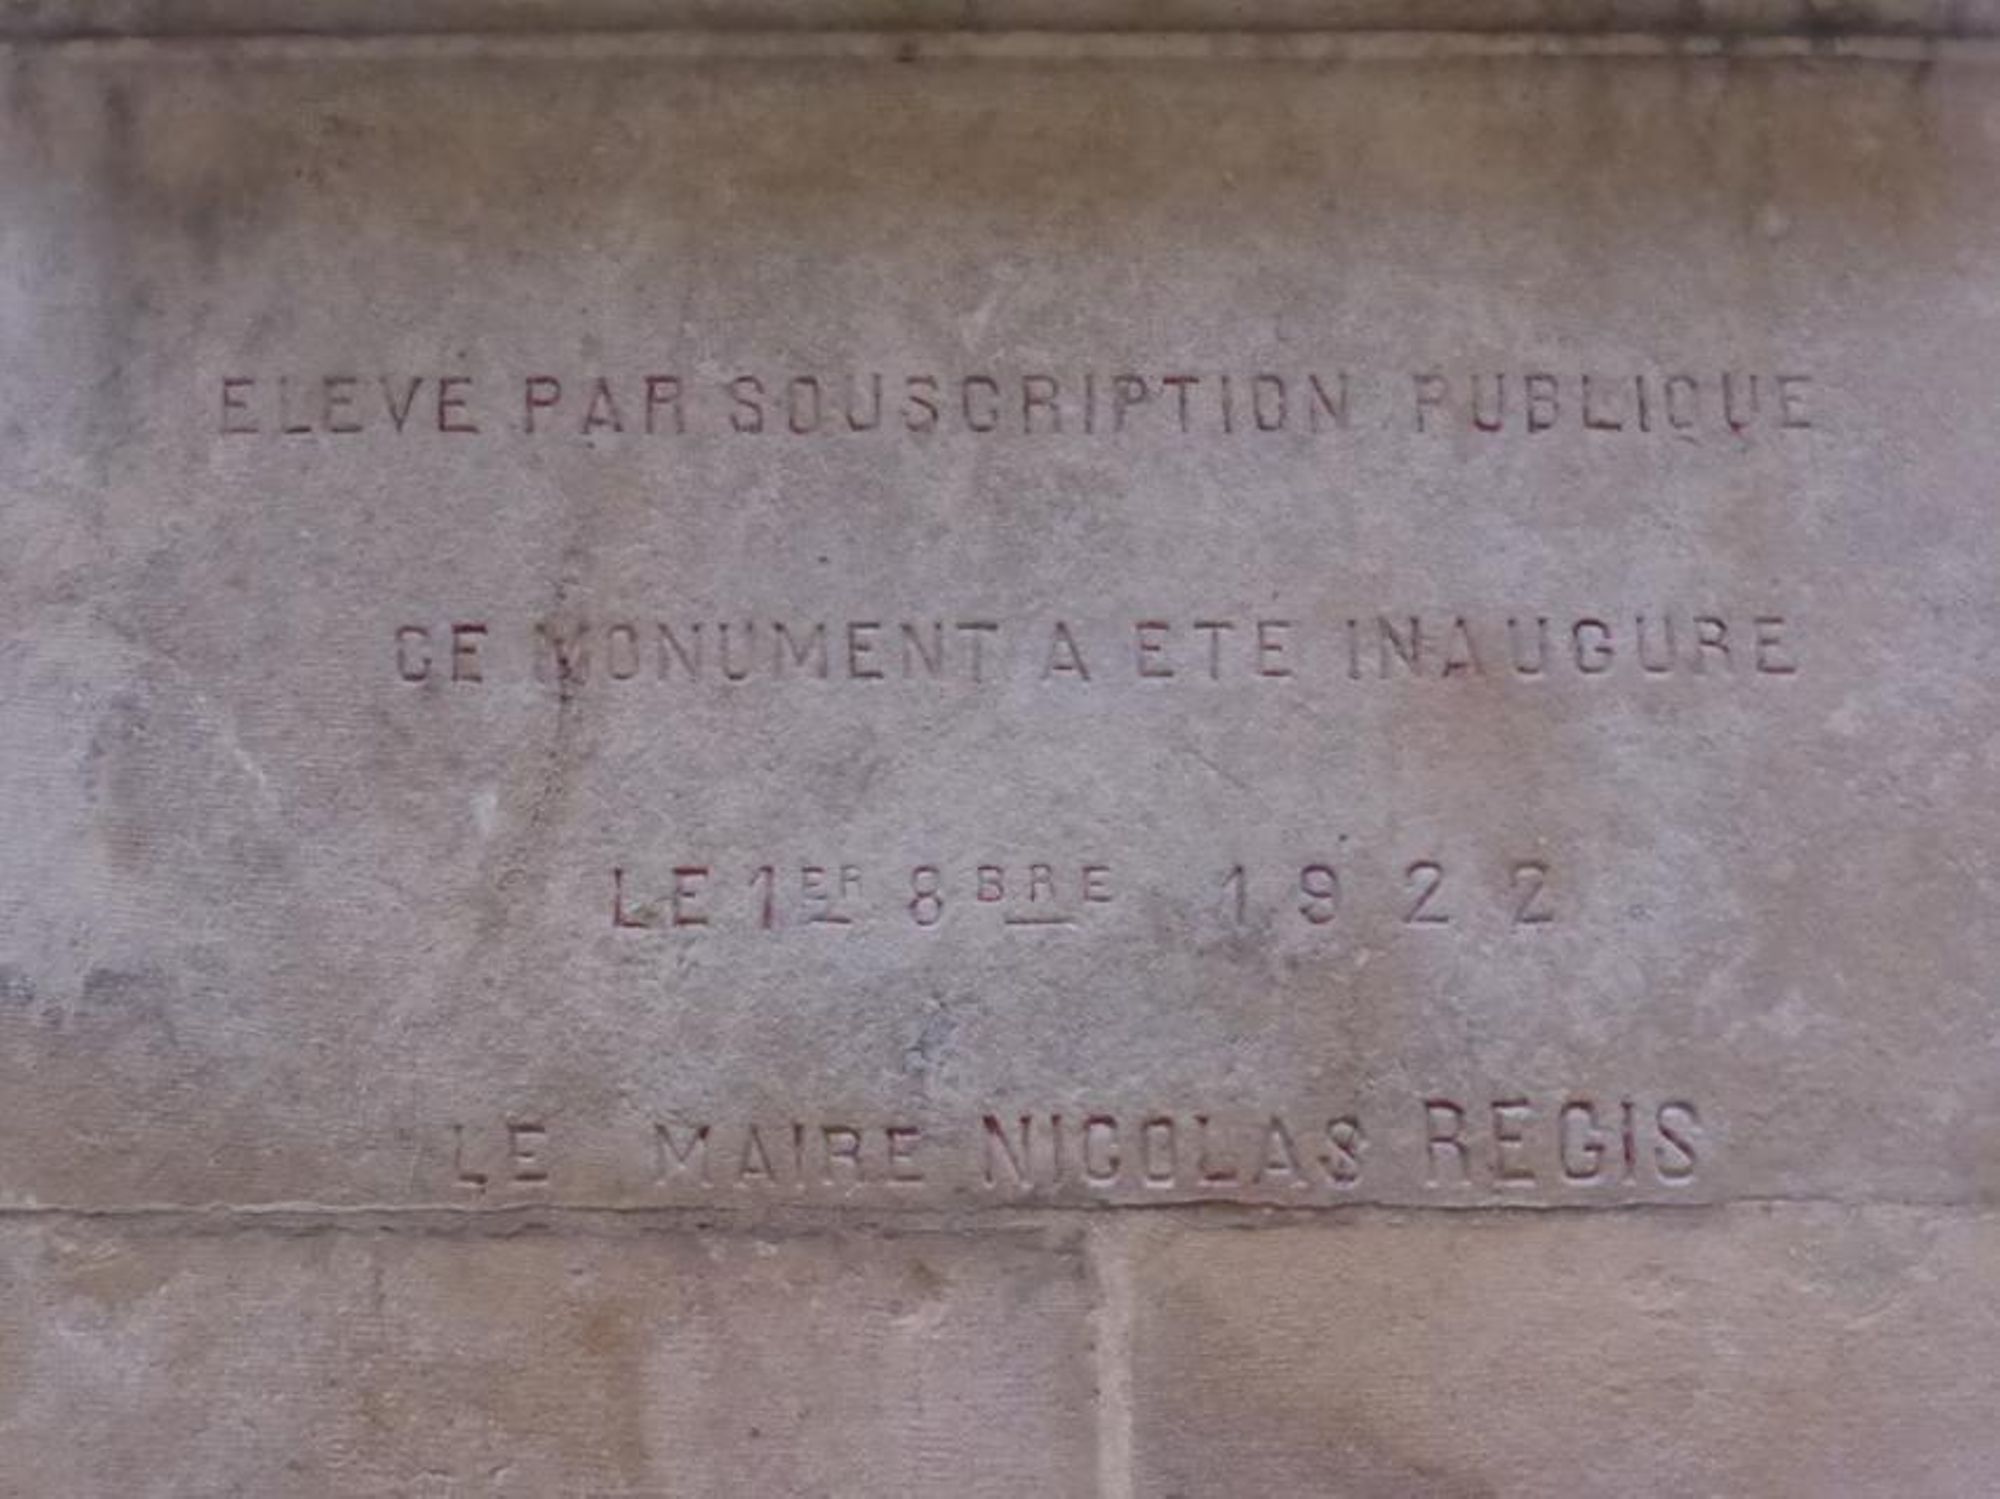 ELEVE PAR SOUSCRIPTION PUBLIQUE
CE MONUMENT A ETE INAUGURE
LE 1ER 8BRE 1922
LE MAIRE NICOLAS REGIS